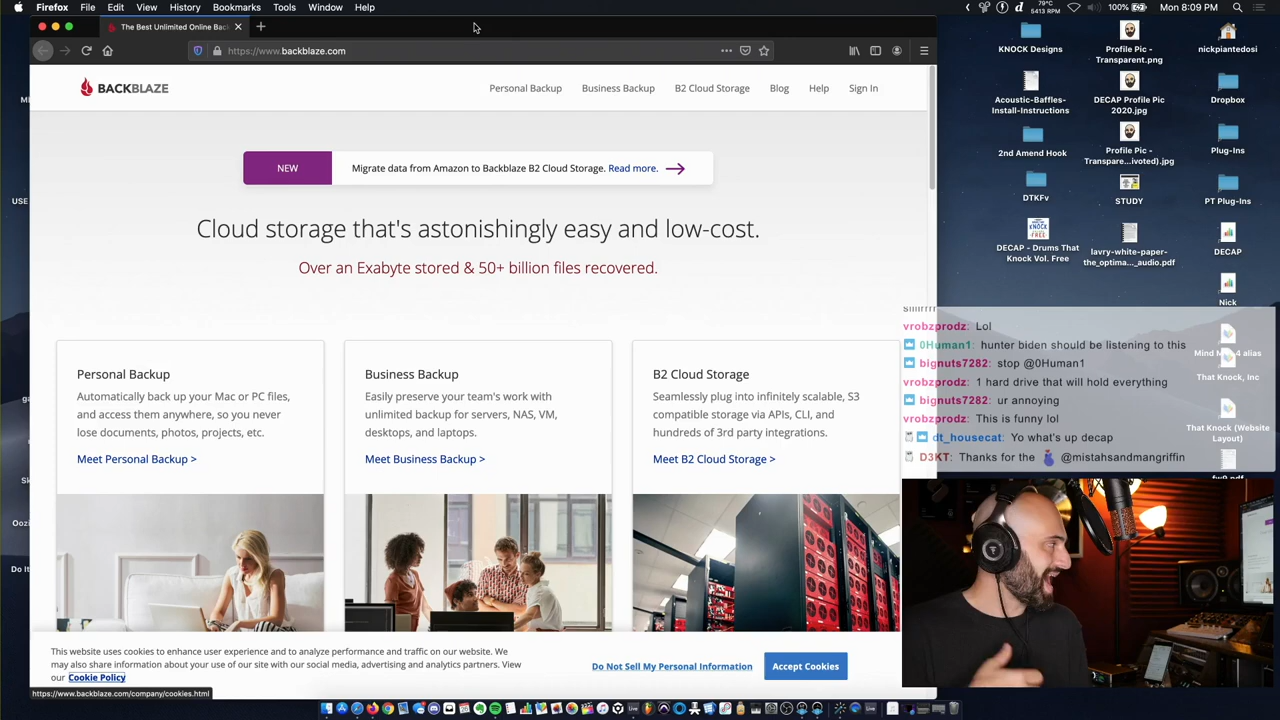 Firefox File Edit View History Bookmarks Tools Window Help
79°C
5413 RPM
100%
Mon 8:09 PM
The Best Unlimited Online Bac
https://www.backblaze.com
BACKBLAZE
Personal Backup Business Backup B2 Cloud Storage Blog Help Sign In
NEW
Migrate data from Amazon to Backblaze B2 Cloud Storage. Read more.
Cloud storage that's astonishingly easy and low-cost.
Over an Exabyte stored & 50+ billion files recovered.
Personal Backup
Automatically back up your Mac or PC files,
and access them anywhere, so you never
lose documents, photos, projects, etc.
Meet Personal Backup >
Business Backup
Easily preserve your team's work with
unlimited backup for servers, NAS, VM,
desktops, and laptops.
Meet Business Backup >
B2 Cloud Storage
Seamlessly plug into infinitely scalable, S3
compatible storage via APIs, CLI, and
hundreds of 3rd party integrations.
Meet B2 Cloud Storage >
This website uses cookies to enhance user experience and to analyze performance and traffic on our website. We
may also share information about your use of our site with our social media, advertising and analytics partners. View
our Cookie Policy
Do Not Sell My Personal Information
Accept Cookies
https://www.backblaze.com/company/cookies.html
KNOCK Designs
Profile Pic -
Transparent.png
nickpiantedosi
Acoustic-Baffles-
Install-Instructions
DECAP Profile Pic
2020.jpg
Dropbox
2nd Amend Hook
Profile Pic -
Transpare...ivoted).jpg
Plug-Ins
DTKFv
STUDY
PT Plug-Ins
DECAP - Drums That
Knock Vol. Free
lavry-white-paper-
the_optima..._audio.pdf
DECAP
Nick
vrobzprodz: Lol
0Human1: hunter biden should be listening to this
bignuts7282: stop @0Human1
vrobzprodz: 1 hard drive that will hold everything
bignuts7282: ur annoying
vrobzprodz: This is funny lol
dt_housecat: Yo what's up decap
D3KT: Thanks for the @mistahsandmangriffin
That Knock, Inc
That Knock (Website
Layout)